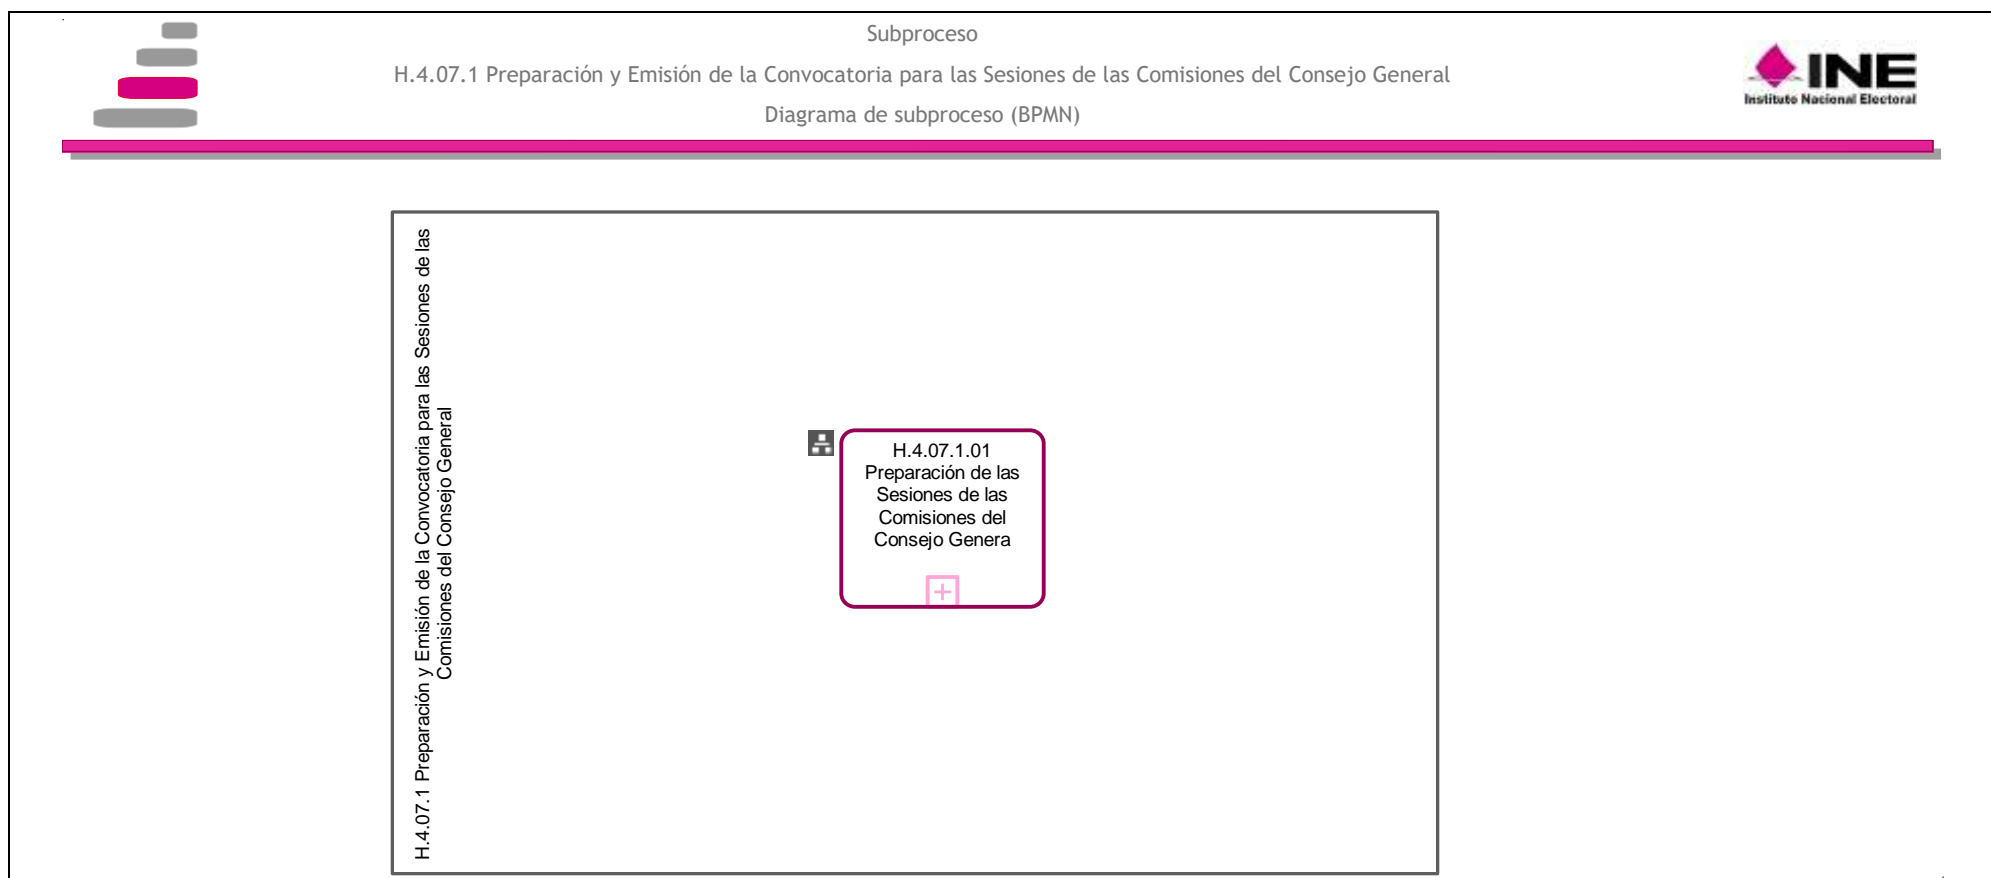 Subproceso
H.4.07.1 Preparación y Emisión de la Convocatoria para las Sesiones de las Comisiones del Consejo General
Diagrama de subproceso (BPMN)
INE
Instituto Nacional Electoral
H.4.07.1 Preparación y Emisión de la Convocatoria para las Sesiones de las
Comisiones del Consejo General
H.4.07.1.01
Preparación de las
Sesiones de las
Comisiones del
Consejo Genera